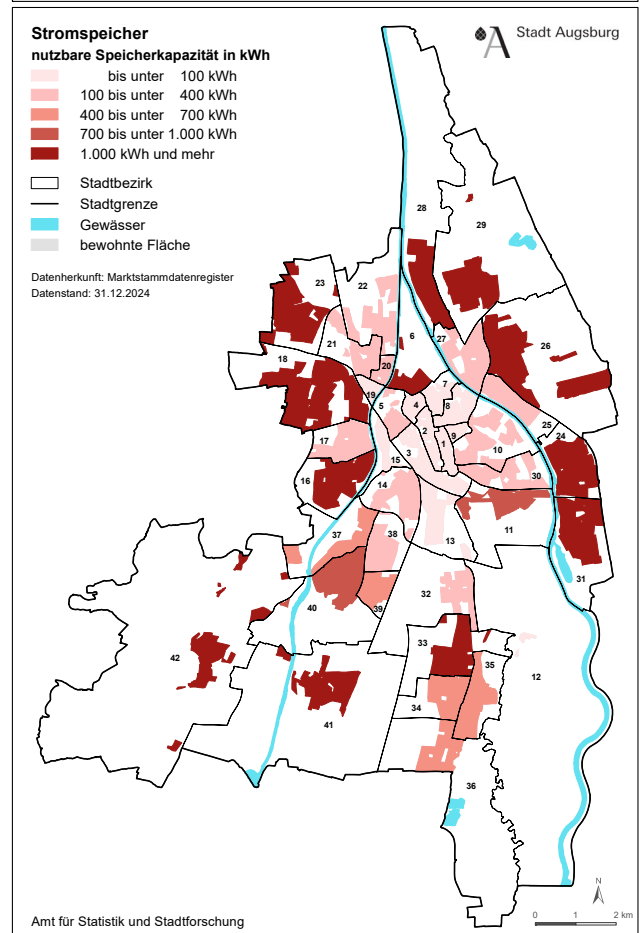 Stromspeicher
nutzbare Speicherkapazität in kWh
bis unter 100 kWh
100 bis unter 400 kWh
400 bis unter 700 kWh
700 bis unter 1.000 kWh
1.000 kWh und mehr
Stadtbezirk
Stadtgrenze
Gewässer
bewohnte Fläche
Datenherkunft: Marktstammdatenregister
Datenstand: 31.12.2024
Stadt Augsburg
28
29
23
22
6
27
26
21
18
20
19
7
5
4
8
2
25
17
1
9
24
3
10
15
16
14
30
37
11
38
13
31
32
40
39
33
35
42
12
34
41
36
N
0 1 2 km
Amt für Statistik und Stadtforschung